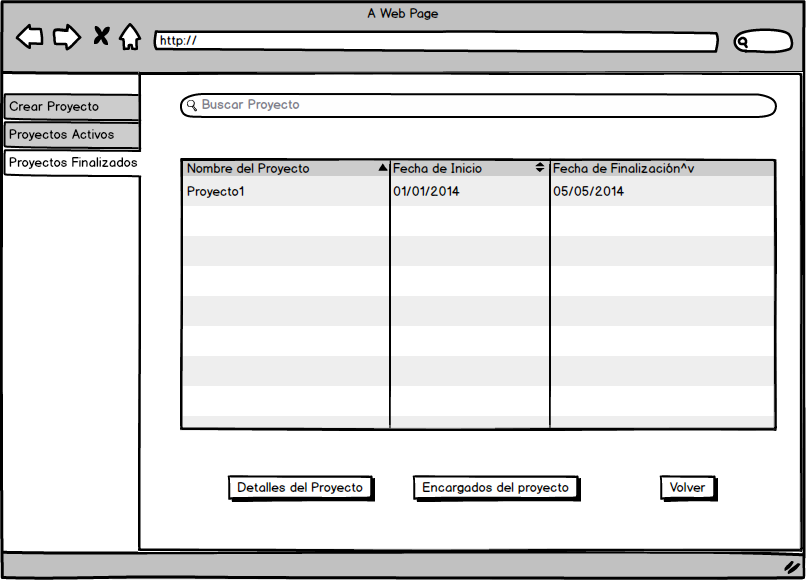 A Web Page
http://
Crear Proyecto
Proyectos Activos
Proyectos Finalizados
Buscar Proyecto
Nombre del Proyecto Fecha de Inicio Fecha de Finalización^v
Proyecto1 01/01/2014 05/05/2014
Detalles del Proyecto Encargados del proyecto Volver